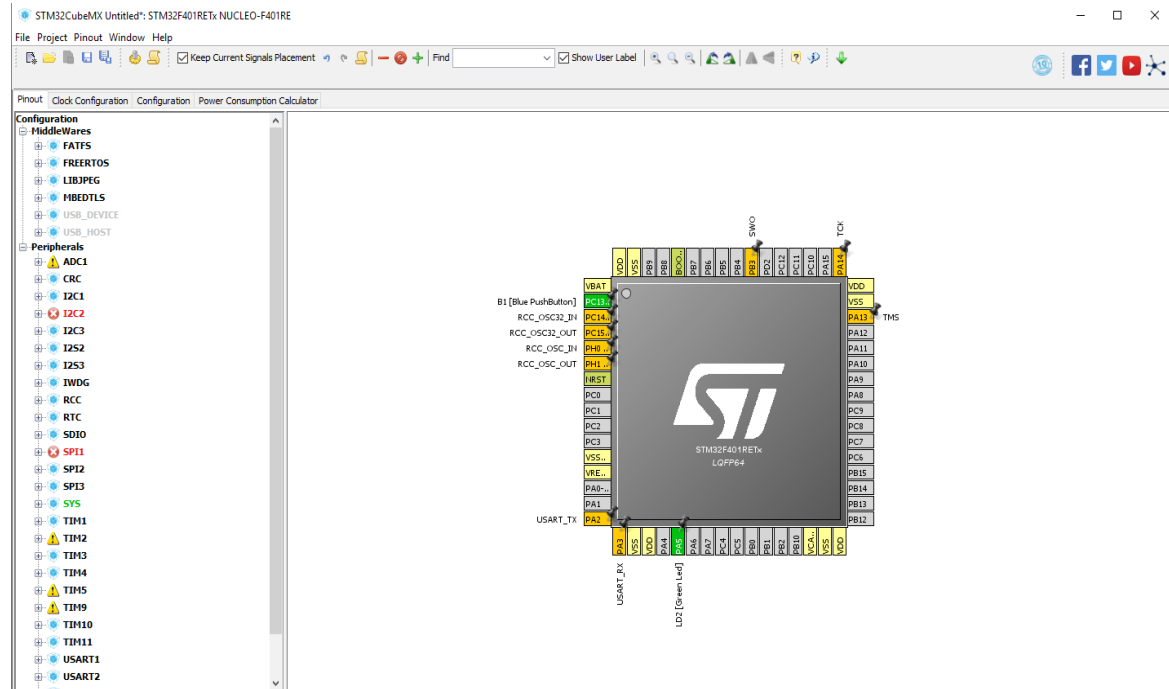 STM32CubeMX Untitled*: STM32F401RETx NUCLEO-F401RE
File Project Pinout Window Help
Keep Current Signals Placement Find Show User Label
Pinout Clock Configuration Configuration Power Consumption Calculator
Configuration
MiddleWares
FATFS
FREERTOS
LIBJPEG
MBEDTLS
USB_DEVICE
USB_HOST
Peripherals
ADC1
CRC
I2C1
I2C2
I2C3
I2S2
I2S3
IWDG
RCC
RTC
SDIO
SPI1
SPI2
SPI3
SYS
TIM1
TIM2
TIM3
TIM4
TIM5
TIM9
TIM10
TIM11
USART1
USART2
SWO
TCK
VDD
VSS
PB9
PB8
BOO...
PB7
PB6
PB5
PB4
PB3
PD2
PC12
PC11
PC10
PA15
PA14
VBAT
B1 [Blue PushButton] PC13..
RCC_OSC32_IN PC14..
RCC_OSC32_OUT PC15..
RCC_OSC_IN PH0 ..
RCC_OSC_OUT PH1 ..
NRST
PC0
PC1
PC2
PC3
VSS..
VRE..
PA0-..
PA1
USART_TX PA2
VDD
VSS
PA13 TMS
PA12
PA11
PA10
PA9
PA8
PC9
PC8
PC7
PC6
PB15
PB14
PB13
PB12
STM32F401RETx
LQFP64
PA3
VSS
VDD
PA4
PA5
PA6
PA7
PC4
PC5
PB0
PB1
PB2
PB10
VCA..
VSS
VDD
USART_RX
LD2 [Green Led]